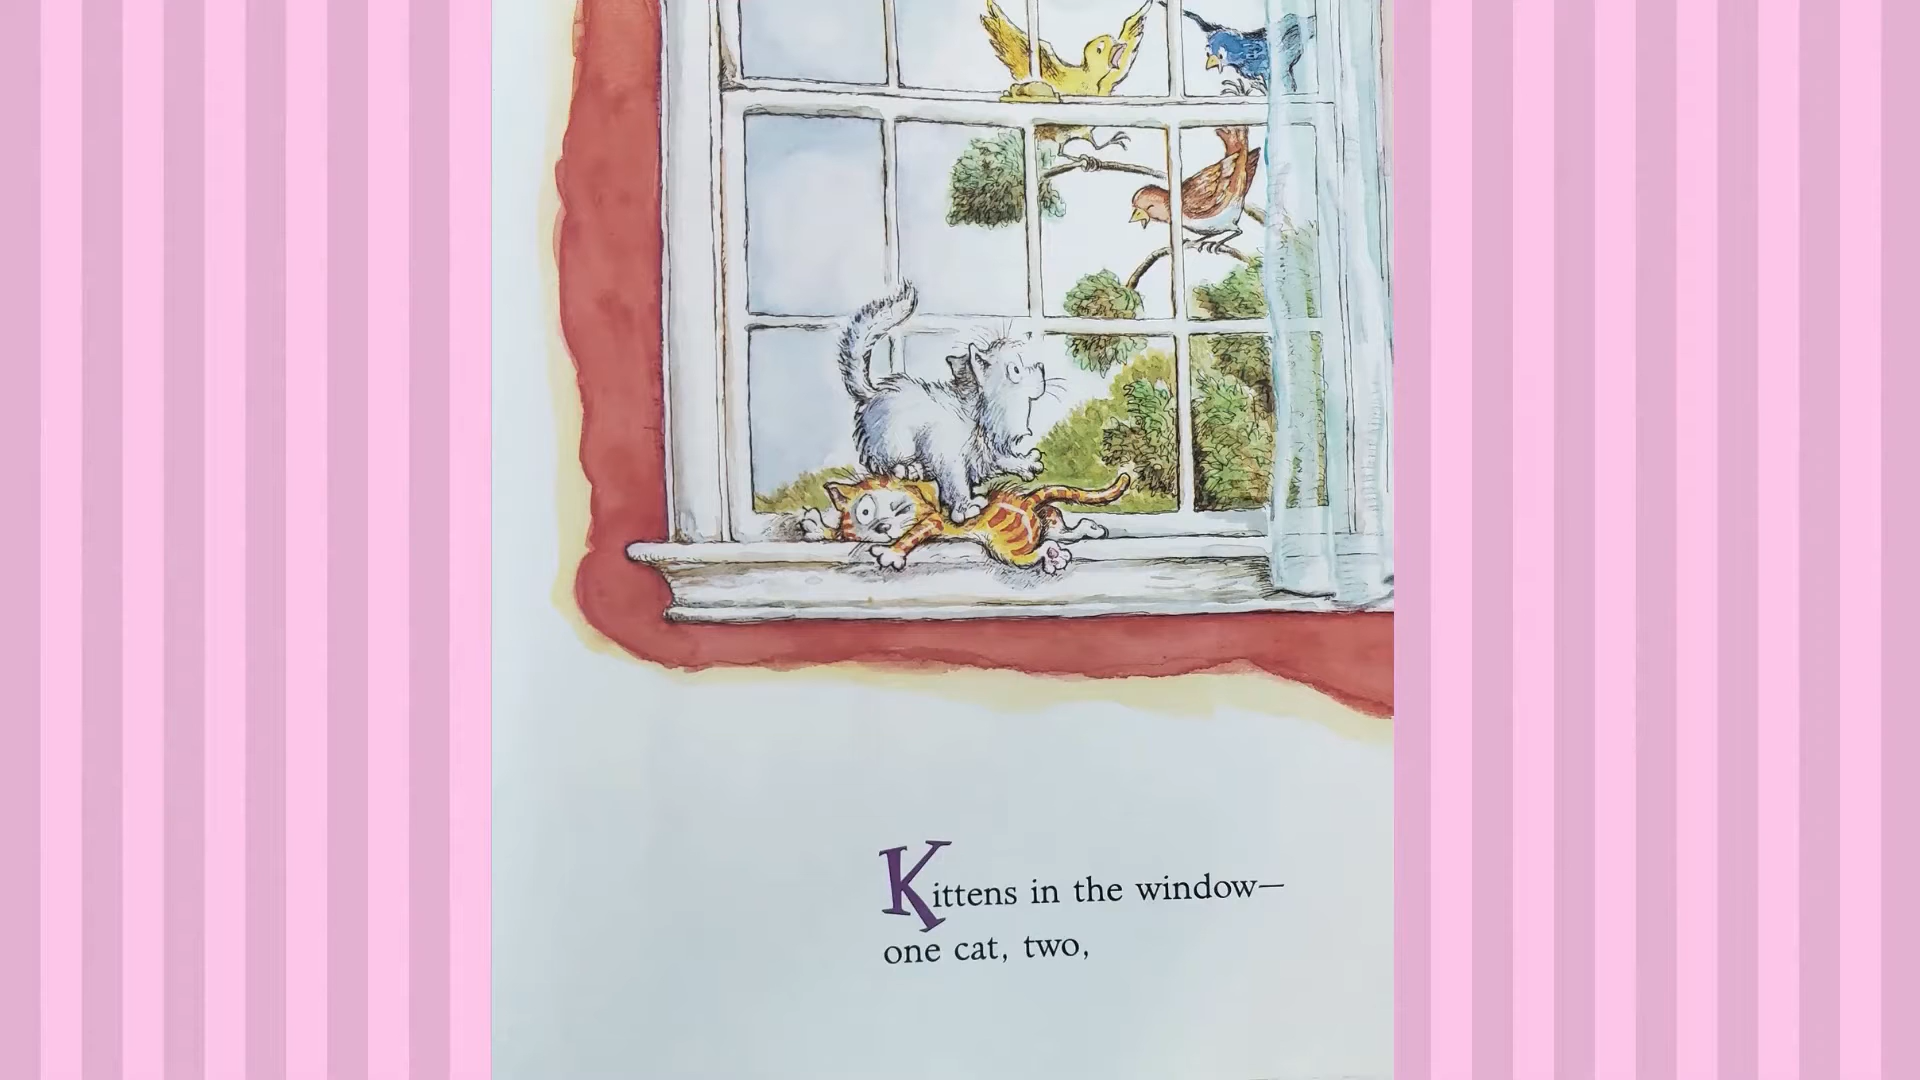 Kittens in the window—
one cat, two,